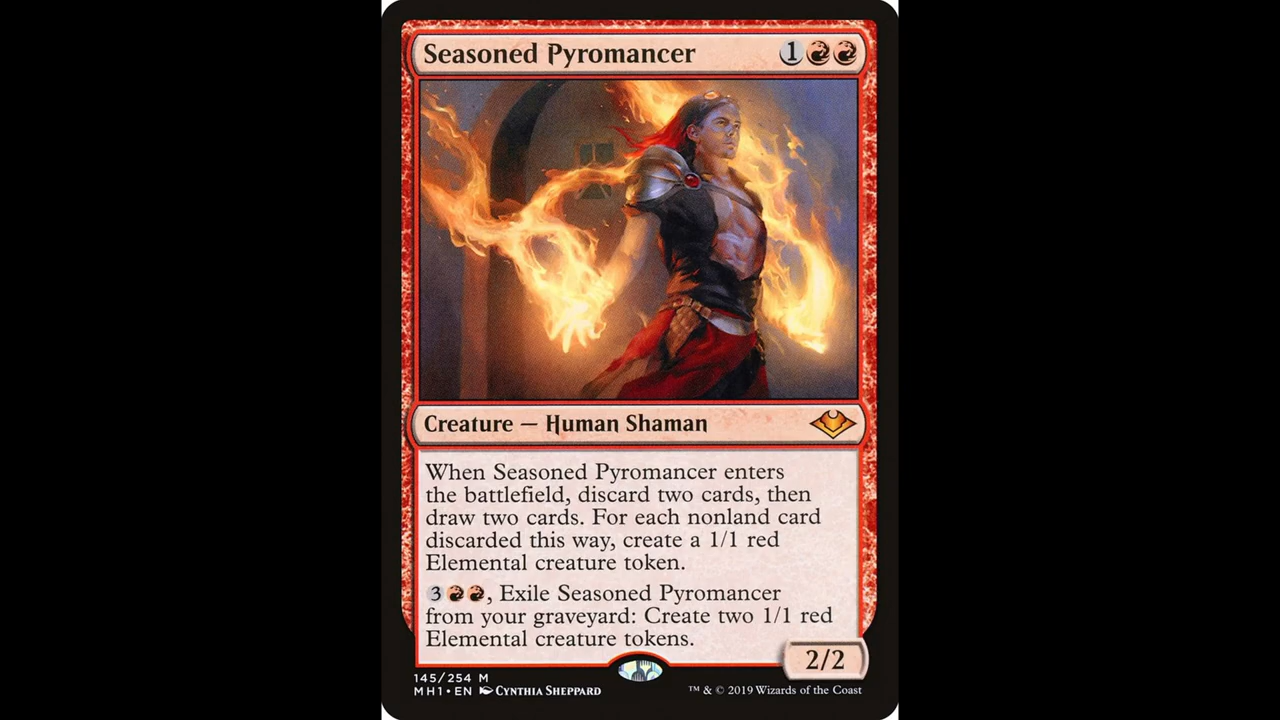 Seasoned Pyromancer 1
Creature — Human Shaman
When Seasoned Pyromancer enters
the battlefield, discard two cards, then
draw two cards. For each nonland card
discarded this way, create a 1/1 red
Elemental creature token.
3, Exile Seasoned Pyromancer
from your graveyard: Create two 1/1 red
Elemental creature tokens.
2/2
145/254 M
MH1 • EN Cynthia Sheppard
™ & © 2019 Wizards of the Coast